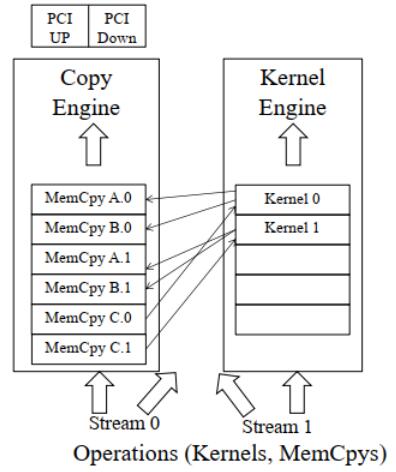 PCI UP
PCI Down
Copy Engine
Kernel Engine
MemCpy A.0
MemCpy B.0
MemCpy A.1
MemCpy B.1
MemCpy C.0
MemCpy C.1
Kernel 0
Kernel 1
Stream 0
Stream 1
Operations (Kernels, MemCpys)